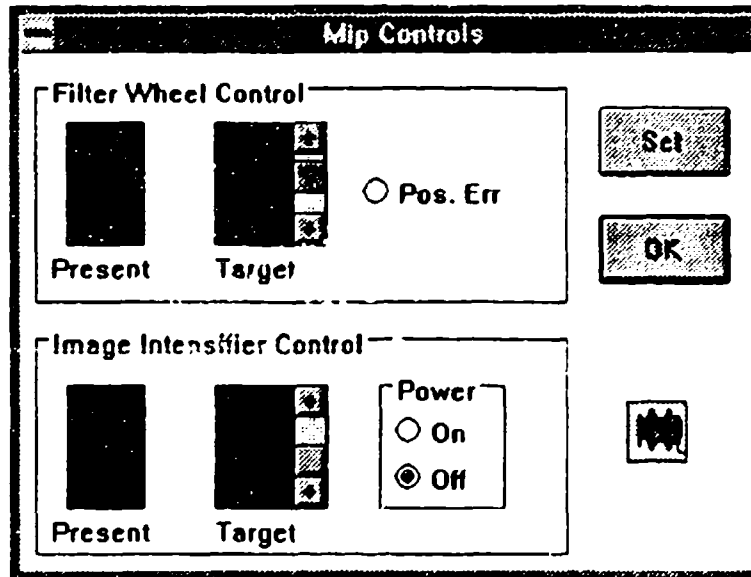 Mip Controls
Filter Wheel Control
Set
Pos. Err
OK
Present Target
Image Intensifier Control
Power
On
Off
Present Target